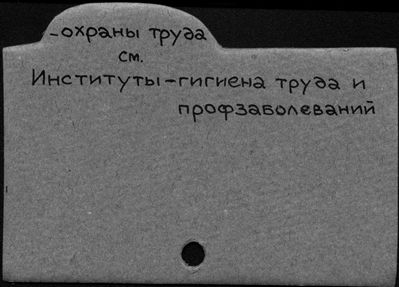 -охраны труда
см.
Институты-гигиена труда и
профзаболеваний